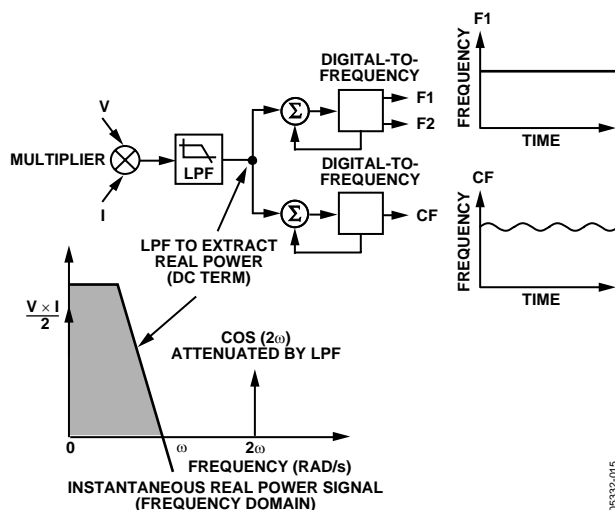 F1
DIGITAL-TO-
FREQUENCY
V
Σ
F1
F2
FREQUENCY
TIME
MULTIPLIER
LPF
I
DIGITAL-TO-
FREQUENCY
Σ
CF
CF
FREQUENCY
TIME
LPF TO EXTRACT
REAL POWER
(DC TERM)
V × I
2
COS (2ω)
ATTENUATED BY LPF
0
ω
2ω
FREQUENCY (RAD/s)
INSTANTANEOUS REAL POWER SIGNAL
(FREQUENCY DOMAIN)
05332-015